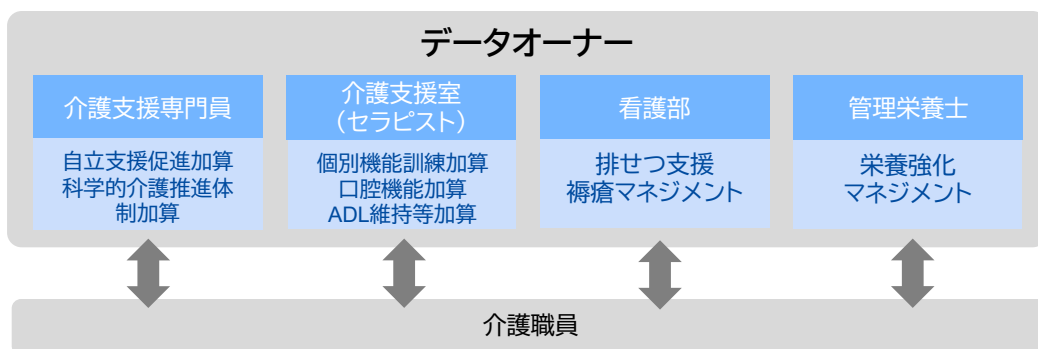 データオーナー
介護支援専門員
自立支援促進加算
科学的介護推進体
制加算
介護支援室
（セラピスト）
個別機能訓練加算
口腔機能加算
ADL維持等加算
看護部
排せつ支援
褥瘡マネジメント
管理栄養士
栄養強化
マネジメント
介護職員